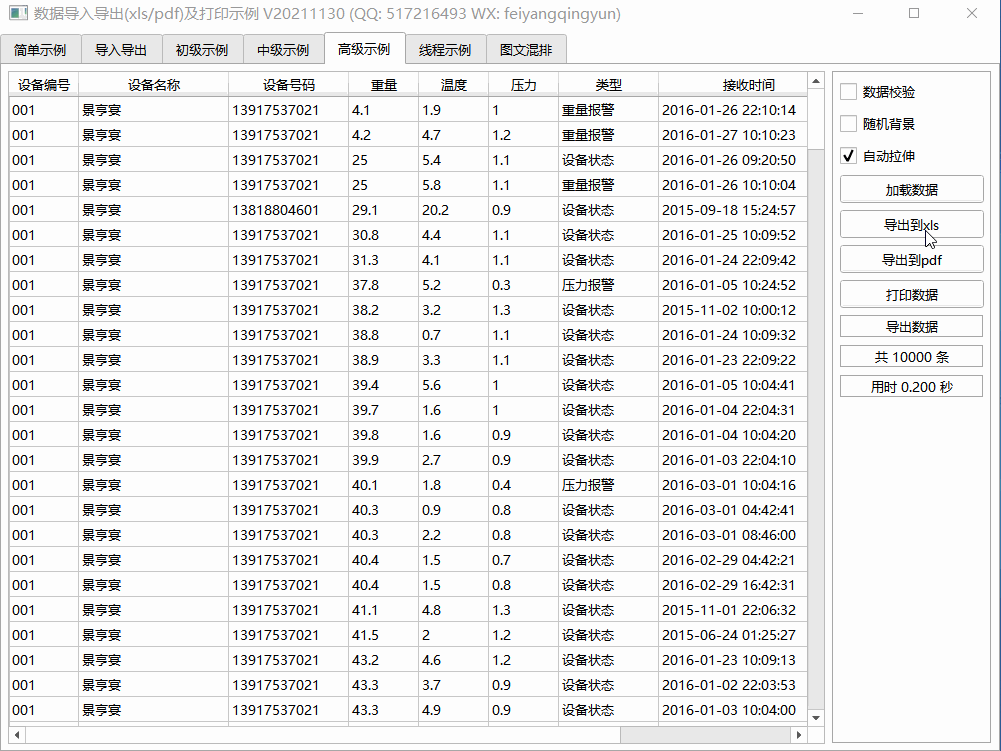 数据导入导出(xls/pdf)及打印示例 V20211130 (QQ: 517216493 WX: feiyangqingyun)
简单示例 导入导出 初级示例 中级示例 高级示例 线程示例 图文混排
设备编号 设备名称 设备号码 重量 温度 压力 类型 接收时间
001 景亨宴 13917537021 4.1 1.9 1 重量报警 2016-01-26 22:10:14
001 景亨宴 13917537021 4.2 4.7 1.2 重量报警 2016-01-27 10:10:23
001 景亨宴 13917537021 25 5.4 1.1 设备状态 2016-01-26 09:20:50
001 景亨宴 13917537021 25 5.8 1.1 重量报警 2016-01-26 10:10:04
001 景亨宴 13818804601 29.1 20.2 0.9 设备状态 2015-09-18 15:24:57
001 景亨宴 13917537021 30.8 4.4 1.1 设备状态 2016-01-25 10:09:52
001 景亨宴 13917537021 31.3 4.1 1.1 设备状态 2016-01-24 22:09:42
001 景亨宴 13917537021 37.8 5.2 0.3 压力报警 2016-01-05 10:24:52
001 景亨宴 13917537021 38.2 3.2 1.3 设备状态 2015-11-02 10:00:12
001 景亨宴 13917537021 38.8 0.7 1.1 设备状态 2016-01-24 10:09:32
001 景亨宴 13917537021 38.9 3.3 1.1 设备状态 2016-01-23 22:09:22
001 景亨宴 13917537021 39.4 5.6 1 设备状态 2016-01-05 10:04:41
001 景亨宴 13917537021 39.7 1.6 1 设备状态 2016-01-04 22:04:31
001 景亨宴 13917537021 39.8 1.6 0.9 设备状态 2016-01-04 10:04:20
001 景亨宴 13917537021 39.9 2.7 0.9 设备状态 2016-01-03 22:04:10
001 景亨宴 13917537021 40.1 1.8 0.4 压力报警 2016-03-01 10:04:16
001 景亨宴 13917537021 40.3 0.9 0.8 设备状态 2016-03-01 04:42:41
001 景亨宴 13917537021 40.3 2.2 0.8 设备状态 2016-03-01 08:46:00
001 景亨宴 13917537021 40.4 1.5 0.7 设备状态 2016-02-29 04:42:21
001 景亨宴 13917537021 40.4 1.5 0.8 设备状态 2016-02-29 16:42:31
001 景亨宴 13917537021 41.1 4.8 1.3 设备状态 2015-11-01 22:06:32
001 景亨宴 13917537021 41.5 2 1.2 设备状态 2015-06-24 01:25:27
001 景亨宴 13917537021 43.2 4.6 1.2 设备状态 2016-01-23 10:09:13
001 景亨宴 13917537021 43.3 3.7 0.9 设备状态 2016-01-02 22:03:53
001 景亨宴 13917537021 43.3 4.9 0.9 设备状态 2016-01-03 10:04:00
数据校验
随机背景
自动拉伸
加载数据
导出到xls
导出到pdf
打印数据
导出数据
共 10000 条
用时 0.200 秒